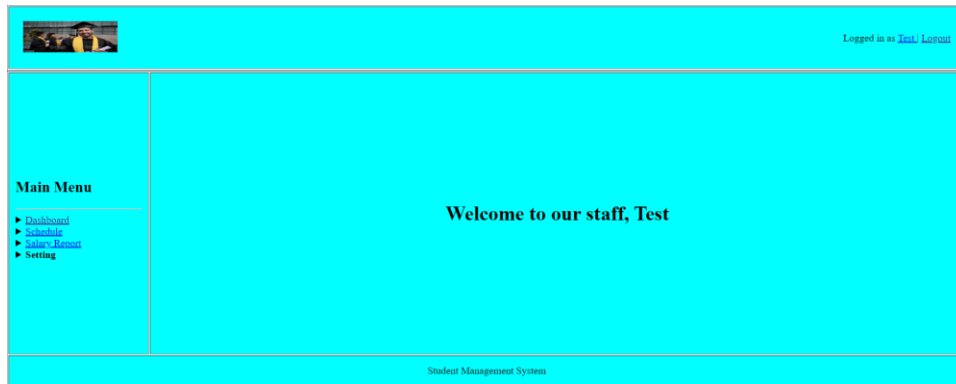 Logged in as Test | Logout
Main Menu
Dashboard
Schedule
Salary Report
Setting
Welcome to our staff, Test
Student Management System